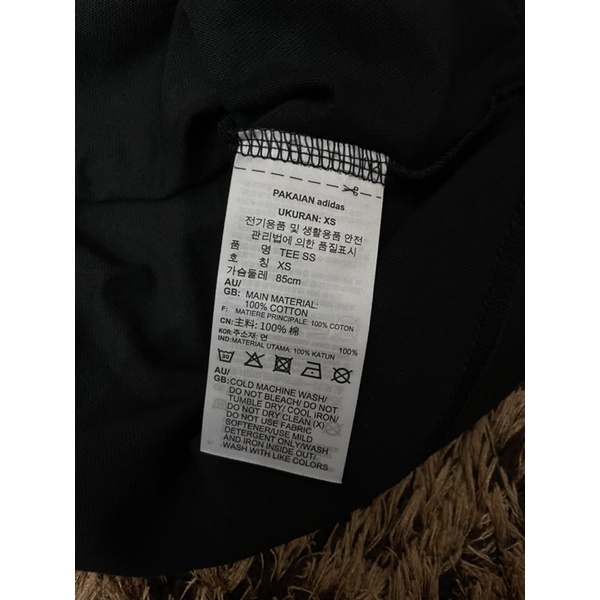 PAKAIAN adidas
UKURAN: XS
전기용품 및 생활용품 안전
관리법에 의한 품질표시
품 명 TEE SS
호 칭 XS
가슴둘레 85cm
AU/
GB: MAIN MATERIAL:
100% COTTON
F: MATIERE PRINCIPALE: 100% COTON
CN: 主料: 100% 棉
KOR: 주소재: 면 100%
IND: MATERIAL UTAMA: 100% KATUN
30
AU/
GB: COLD MACHINE WASH/
DO NOT BLEACH/ DO NOT
TUMBLE DRY/ COOL IRON/
DO NOT DRY CLEAN (X)
DO NOT USE FABRIC
SOFTENER/USE MILD
DETERGENT ONLY/WASH
AND IRON INSIDE OUT/
WASH WITH LIKE COLORS